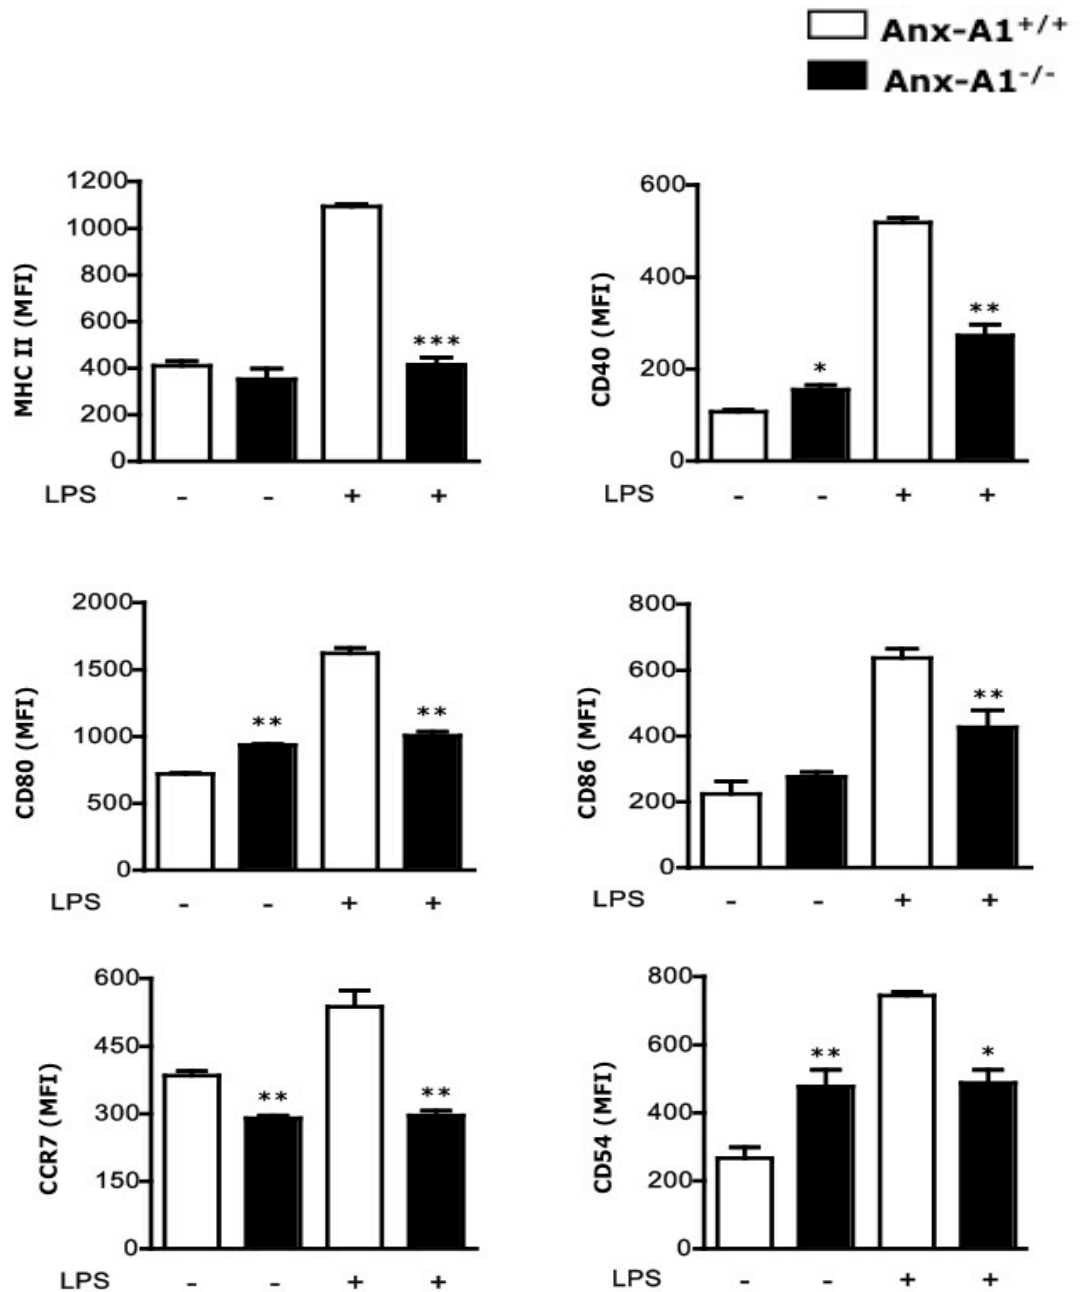 Anx-A1+/+
Anx-A1-/-
MHC II (MFI)
1200
1000
800
600
400
200
0
***
LPS - - + +
CD40 (MFI)
600
400
200
0
*
**
LPS - - + +
CD80 (MFI)
2000
1500
1000
500
0
**
**
LPS - - + +
CD86 (MFI)
800
600
400
200
0
**
LPS - - + +
CCR7 (MFI)
600
450
300
150
0
**
**
LPS - - + +
CD54 (MFI)
800
600
400
200
0
**
*
LPS - - + +